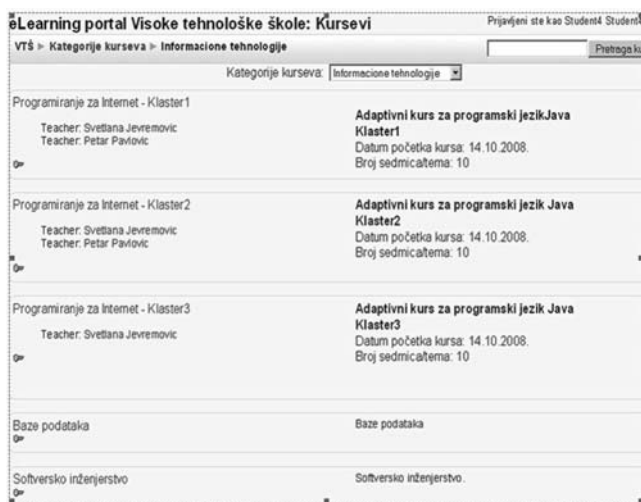 eLearning portal Visoke tehnološke škole: Kursevi
Prijavljeni ste kao Student4 Student4
VTŠ ► Kategorije kurseva ► Informacione tehnologije
Pretraga ku
Kategorije kurseva: Informacione tehnologije
Programiranje za Internet - Klaster1
Teacher: Svetlana Jevremovic
Teacher: Petar Pavlovic
Adaptivni kurs za programski jezikJava
Klaster1
Datum početka kursa: 14.10.2008.
Broj sedmica/tema: 10
Programiranje za Internet - Klaster2
Teacher: Svetlana Jevremovic
Teacher: Petar Pavlovic
Adaptivni kurs za programski jezik Java
Klaster2
Datum početka kursa: 14.10.2008.
Broj sedmica/tema: 10
Programiranje za Internet - Klaster3
Teacher: Svetlana Jevremovic
Adaptivni kurs za programski jezik Java
Klaster3
Datum početka kursa: 14.10.2008.
Broj sedmica/tema: 10
Baze podataka
Baze podataka
Softversko inženjerstvo
Softversko inženjerstvo.